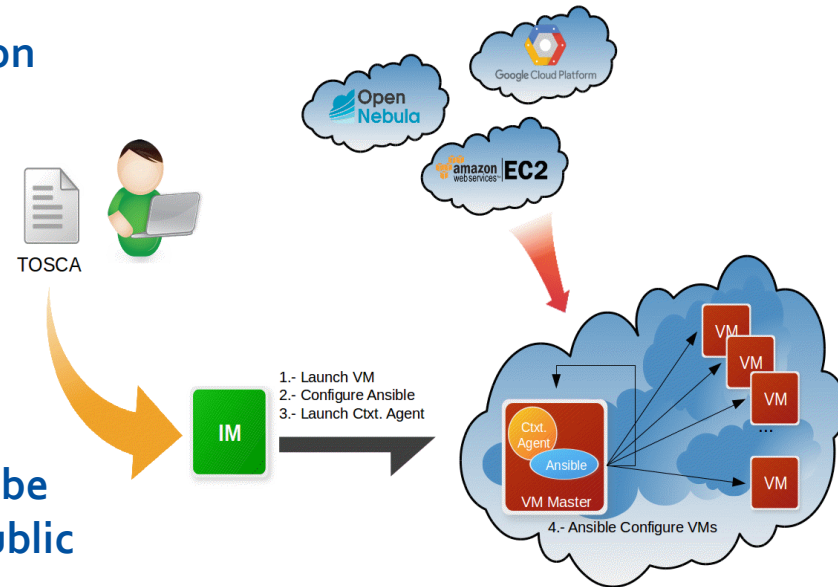 on
Google Cloud Platform
Open
Nebula
amazon
webservices™
EC2
TOSCA
1.- Launch VM
2.- Configure Ansible
3.- Launch Ctxt. Agent
IM
VM
VM
VM
...
VM
Ctxt.
Agent
Ansible
VM Master
4.- Ansible Configure VMs
be
ublic